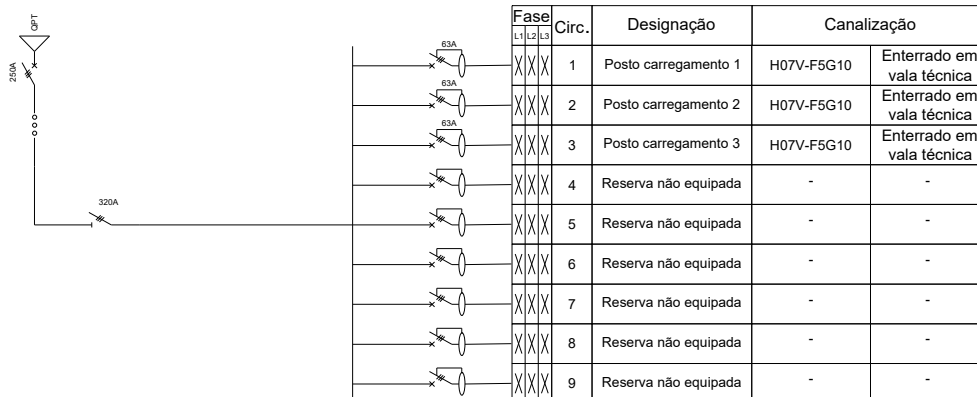 QPT
250A
320A
63A
63A
63A
Fase Circ. Designação Canalização
L1 L2 L3
1 Posto carregamento 1 H07V-F5G10 Enterrado em
vala técnica
2 Posto carregamento 2 H07V-F5G10 Enterrado em
vala técnica
3 Posto carregamento 3 H07V-F5G10 Enterrado em
vala técnica
4 Reserva não equipada - -
5 Reserva não equipada - -
6 Reserva não equipada - -
7 Reserva não equipada - -
8 Reserva não equipada - -
9 Reserva não equipada - -